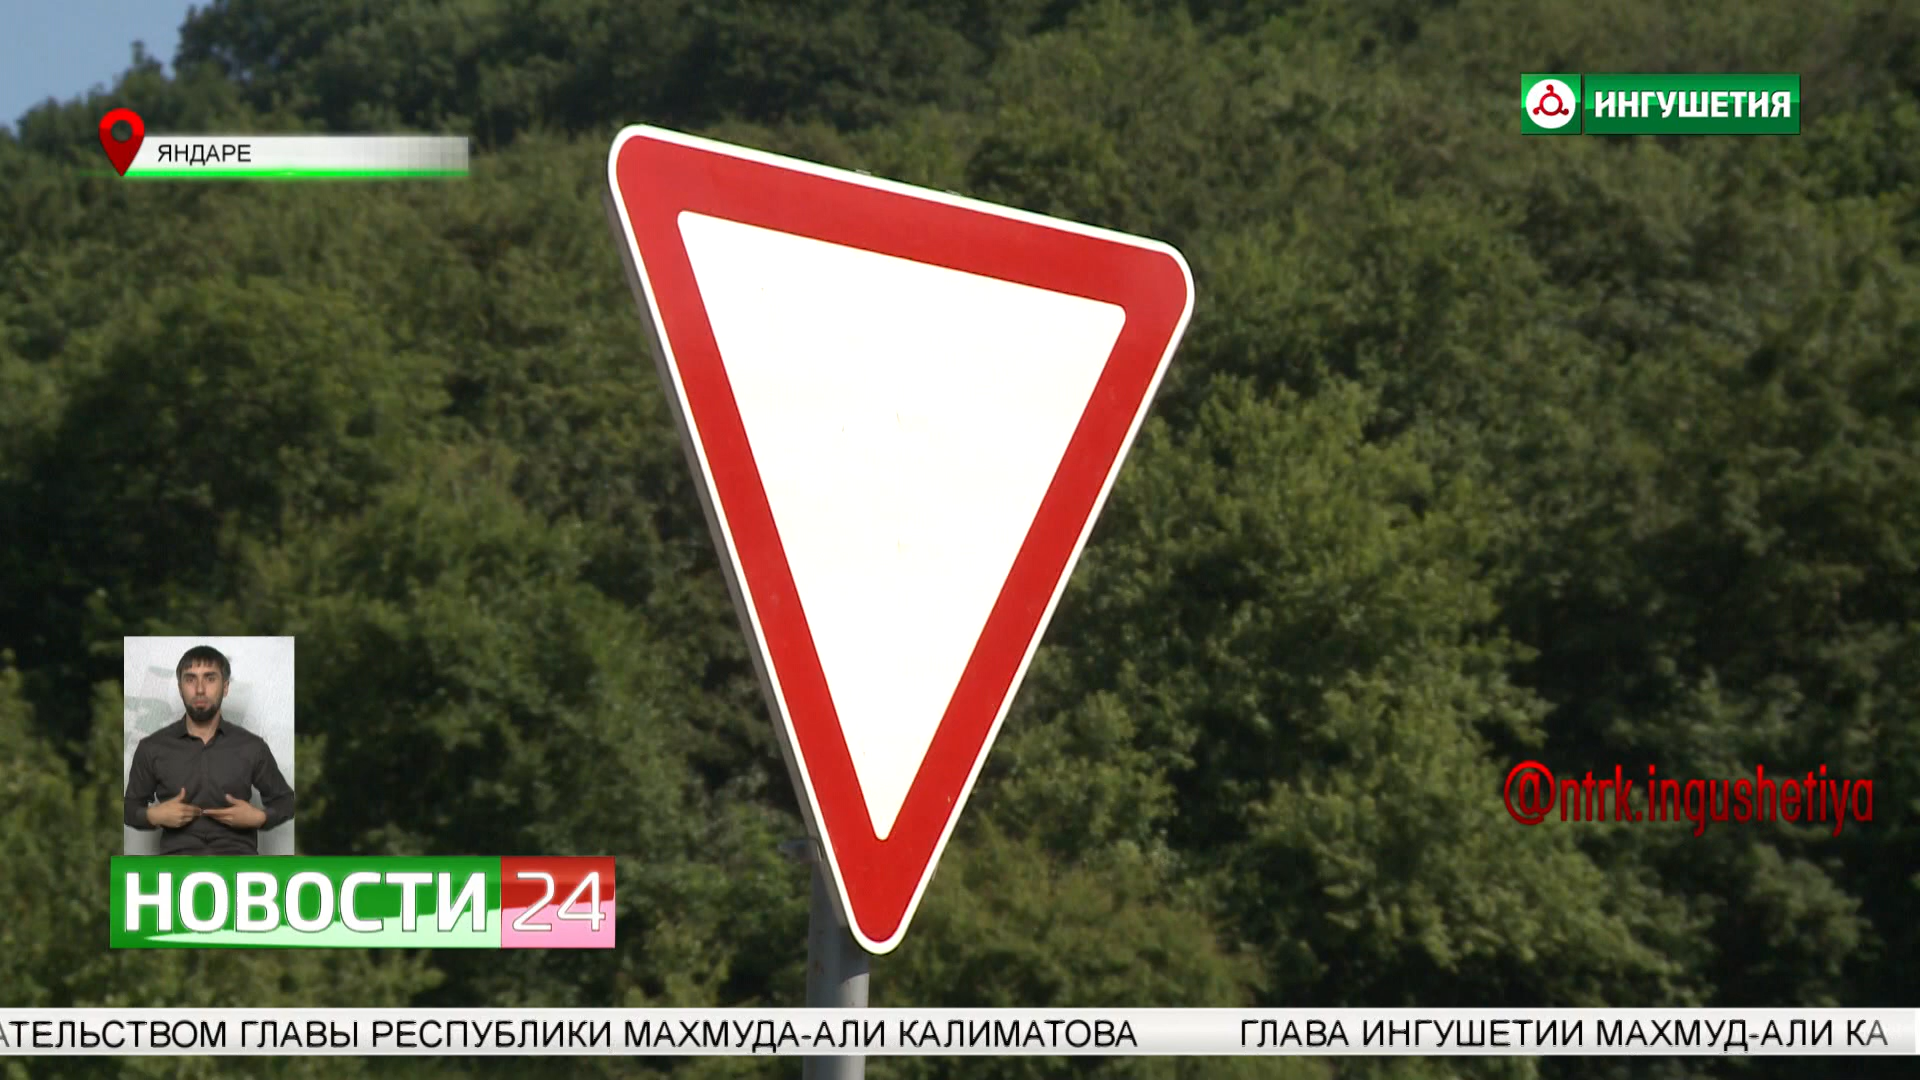 ИНГУШЕТИЯ
ЯНДАРЕ
@ntrk.ingushetiya
НОВОСТИ 24
АТЕЛЬСТВОМ ГЛАВЫ РЕСПУБЛИКИ МАХМУДА-АЛИ КАЛИМАТОВА ГЛАВА ИНГУШЕТИИ МАХМУД-АЛИ КА